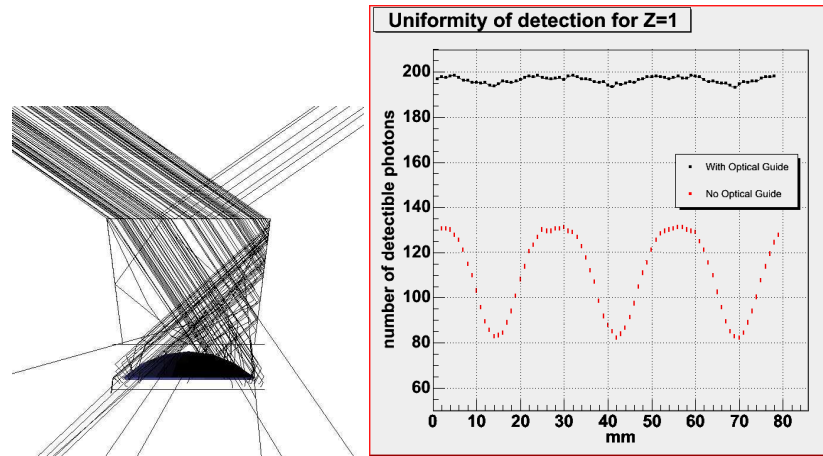 Uniformity of detection for Z=1
number of detectible photons
200
180
160
140
120
100
80
60
With Optical Guide
No Optical Guide
0 10 20 30 40 50 60 70 80
mm